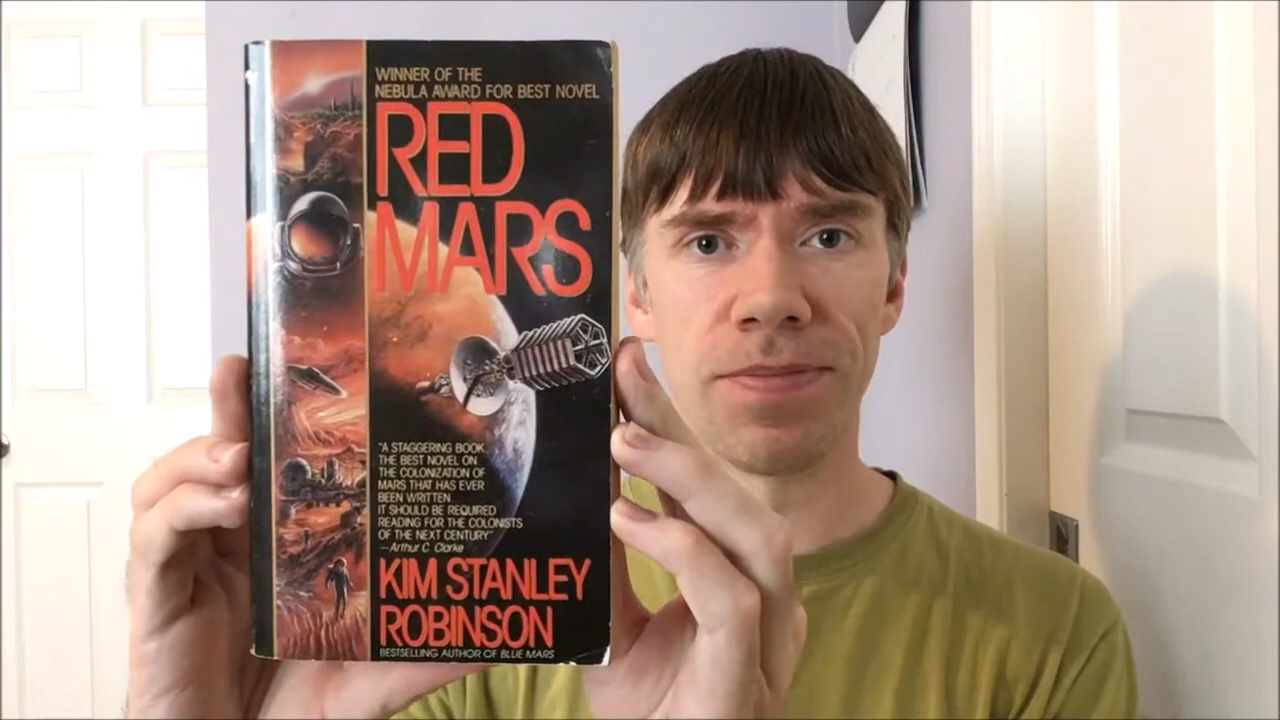 WINNER OF THE
NEBULA AWARD FOR BEST NOVEL
RED
MARS
"A STAGGERING BOOK.
THE BEST NOVEL ON
THE COLONIZATION OF
MARS THAT HAS EVER
BEEN WRITTEN
IT SHOULD BE REQUIRED
READING FOR THE COLONISTS
OF THE NEXT CENTURY"
—Arthur C. Clarke
KIM STANLEY
ROBINSON
BESTSELLING AUTHOR OF BLUE MARS